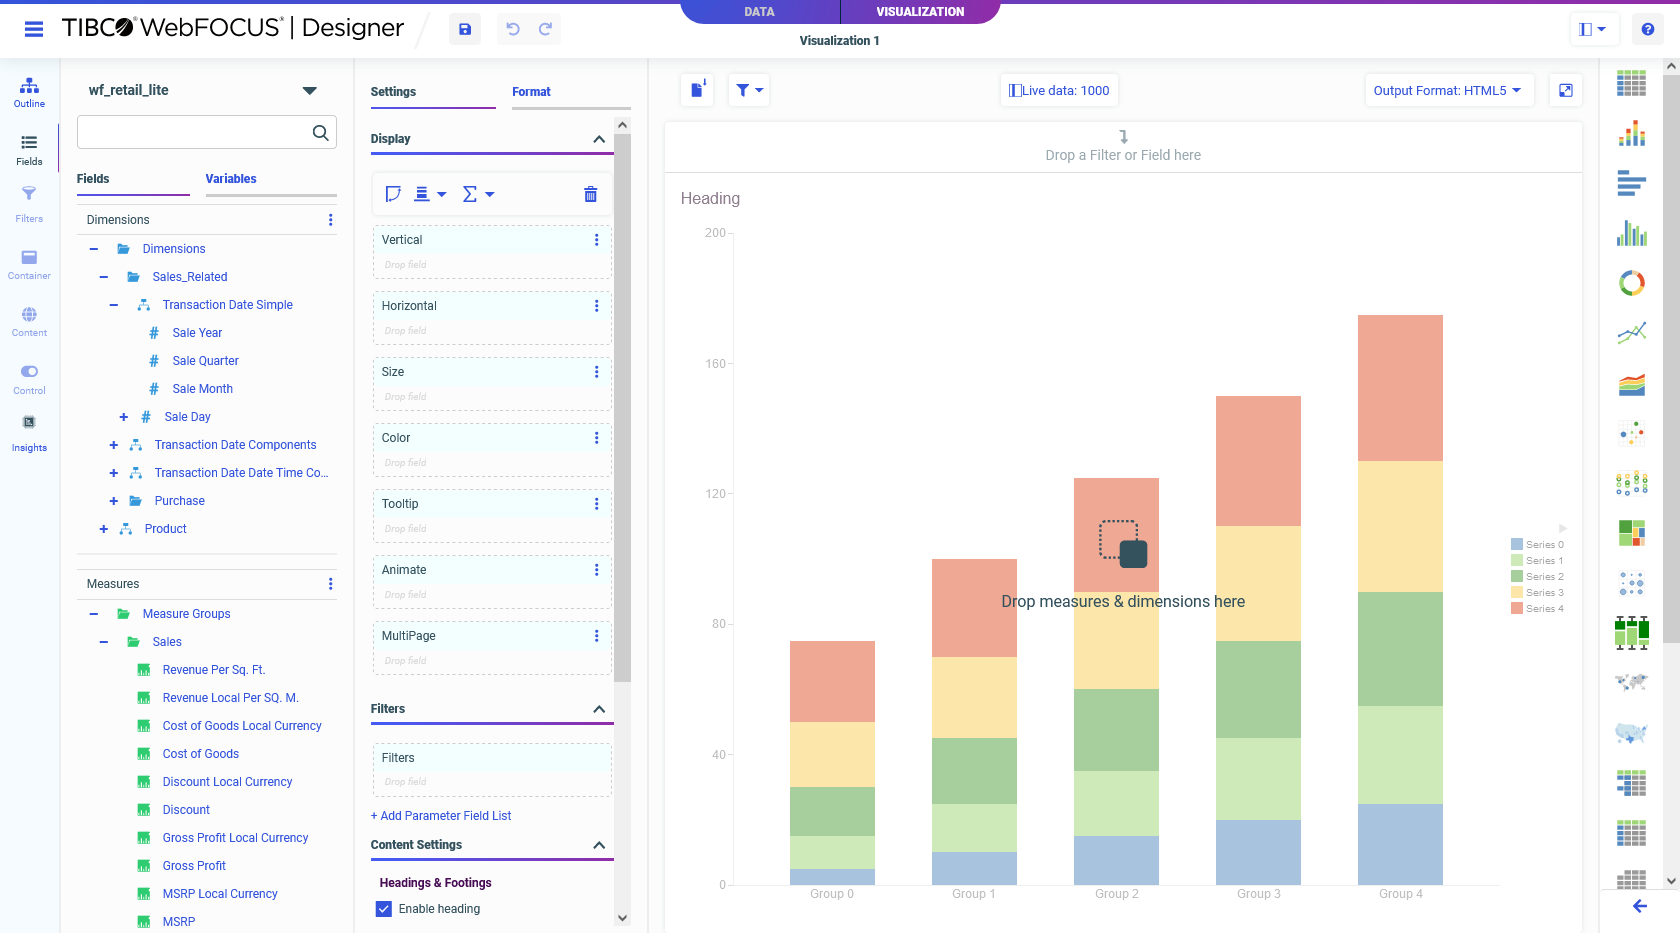 DATA
VISUALIZATION
TIBCO WebFOCUS® | Designer
Visualization 1
Outline
Fields
Filters
Container
Content
Control
Insights
wf_retail_lite
Fields
Variables
Dimensions
Dimensions
Sales_Related
Transaction Date Simple
Sale Year
Sale Quarter
Sale Month
Sale Day
Transaction Date Components
Transaction Date Date Time Co...
Purchase
Product
Measures
Measure Groups
Sales
Revenue Per Sq. Ft.
Revenue Local Per SQ. M.
Cost of Goods Local Currency
Cost of Goods
Discount Local Currency
Discount
Gross Profit Local Currency
Gross Profit
MSRP Local Currency
MSRP
Settings
Format
Display
Vertical
Drop field
Horizontal
Drop field
Size
Drop field
Color
Drop field
Tooltip
Drop field
Animate
Drop field
MultiPage
Drop field
Filters
Filters
Drop field
+ Add Parameter Field List
Content Settings
Headings & Footings
Enable heading
Live data: 1000
Output Format: HTML5
Drop a Filter or Field here
Heading
200
160
120
80
40
0
Drop measures & dimensions here
Group 0
Group 1
Group 2
Group 3
Group 4
Series 0
Series 1
Series 2
Series 3
Series 4